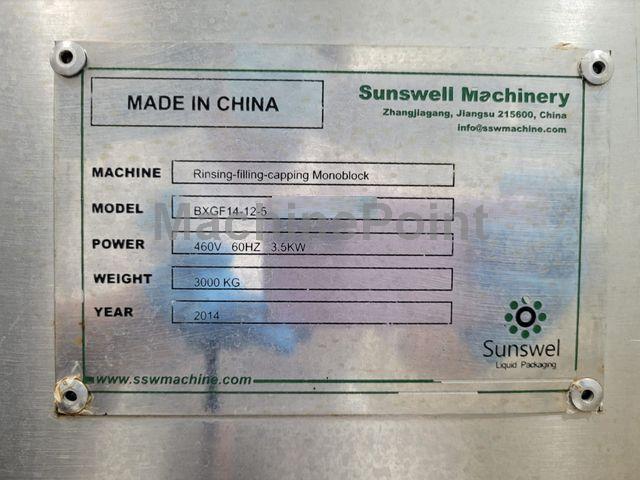 MADE IN CHINA
Sunswell Machinery
Zhangjiagang, Jiangsu 215600, China
info@sswmachine.com
MACHINE Rinsing-filling-capping Monoblock
MODEL BXGF14-12-5
MachinePoint
POWER 460V 60HZ 3.5KW
WEIGHT 3000 KG
YEAR 2014
Sunswel
Liquid Packaging
www.sswmachine.com